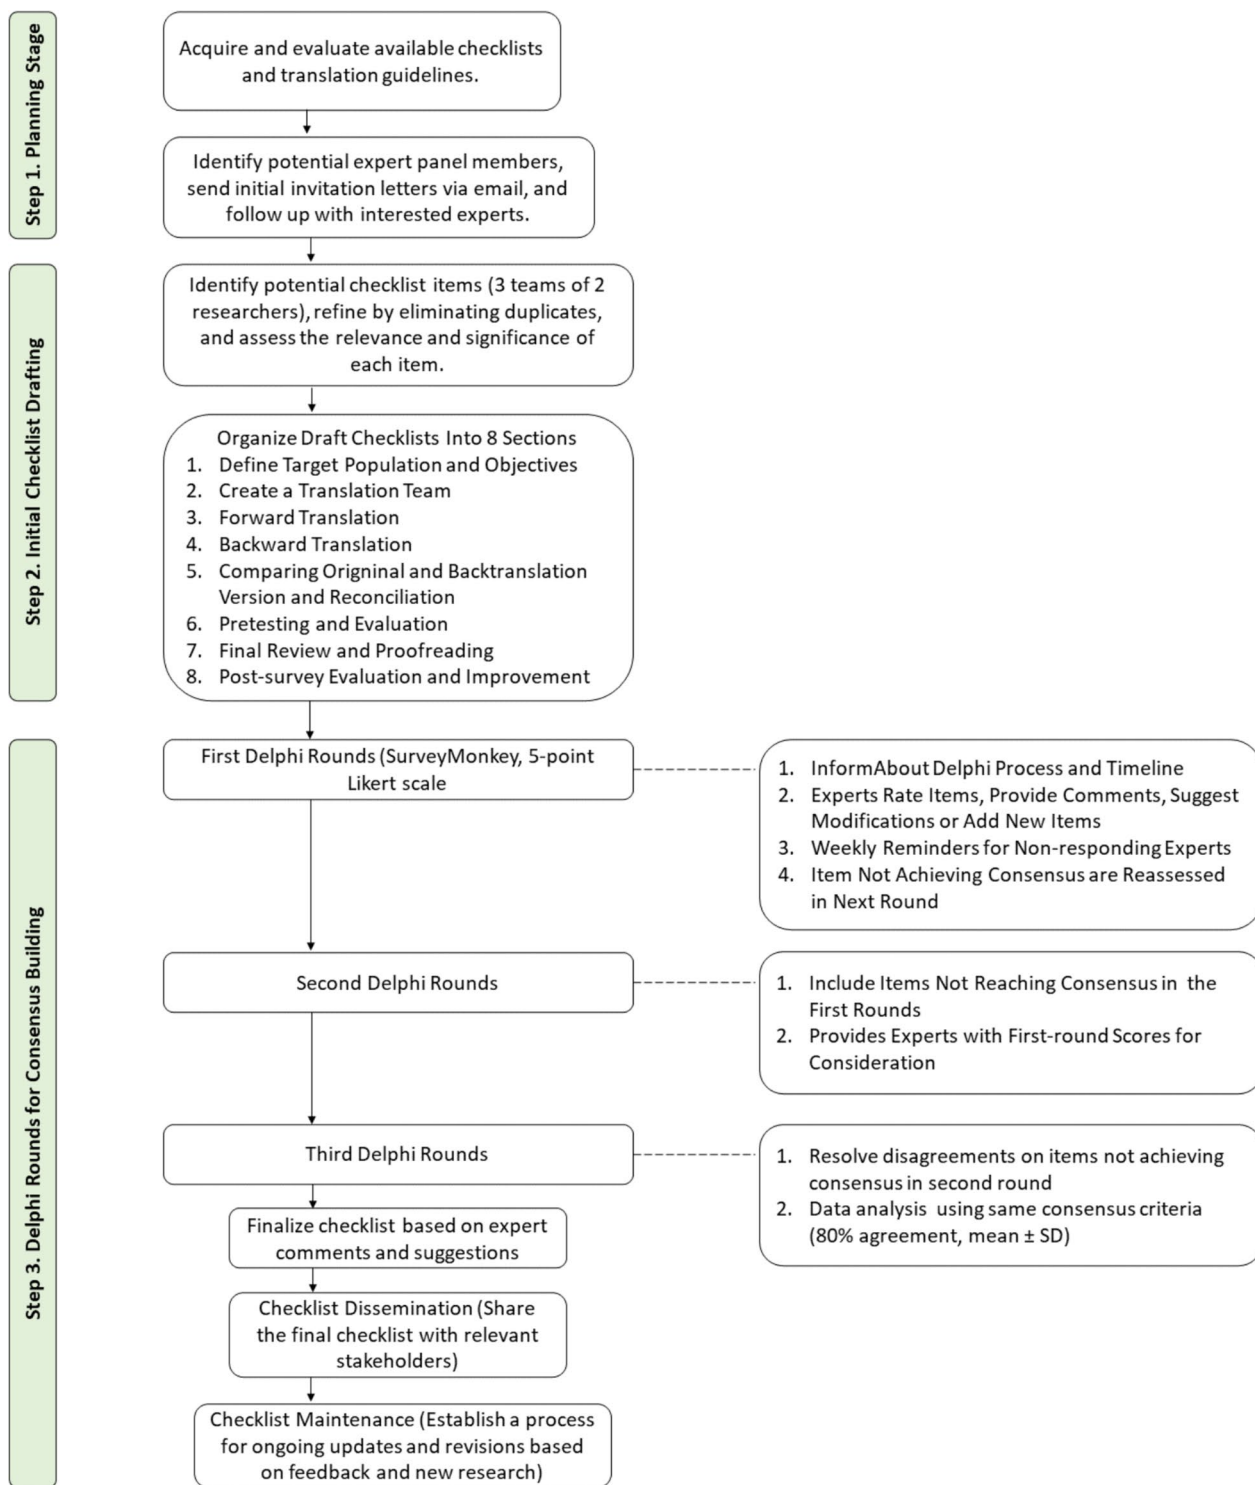 Step 1. Planning Stage
Acquire and evaluate available checklists
and translation guidelines.
Identify potential expert panel members,
send initial invitation letters via email, and
follow up with interested experts.
Step 2. Initial Checklist Drafting
Identify potential checklist items (3 teams of 2
researchers), refine by eliminating duplicates,
and assess the relevance and significance of
each item.
Organize Draft Checklists Into 8 Sections
1. Define Target Population and Objectives
2. Create a Translation Team
3. Forward Translation
4. Backward Translation
5. Comparing Origninal and Backtranslation
Version and Reconciliation
6. Pretesting and Evaluation
7. Final Review and Proofreading
8. Post-survey Evaluation and Improvement
Step 3. Delphi Rounds for Consensus Building
First Delphi Rounds (SurveyMonkey, 5-point
Likert scale
1. InformAbout Delphi Process and Timeline
2. Experts Rate Items, Provide Comments, Suggest
Modifications or Add New Items
3. Weekly Reminders for Non-responding Experts
4. Item Not Achieving Consensus are Reassessed
in Next Round
Second Delphi Rounds
1. Include Items Not Reaching Consensus in the
First Rounds
2. Provides Experts with First-round Scores for
Consideration
Third Delphi Rounds
1. Resolve disagreements on items not achieving
consensus in second round
2. Data analysis using same consensus criteria
(80% agreement, mean ± SD)
Finalize checklist based on expert
comments and suggestions
Checklist Dissemination (Share
the final checklist with relevant
stakeholders)
Checklist Maintenance (Establish a process
for ongoing updates and revisions based
on feedback and new research)